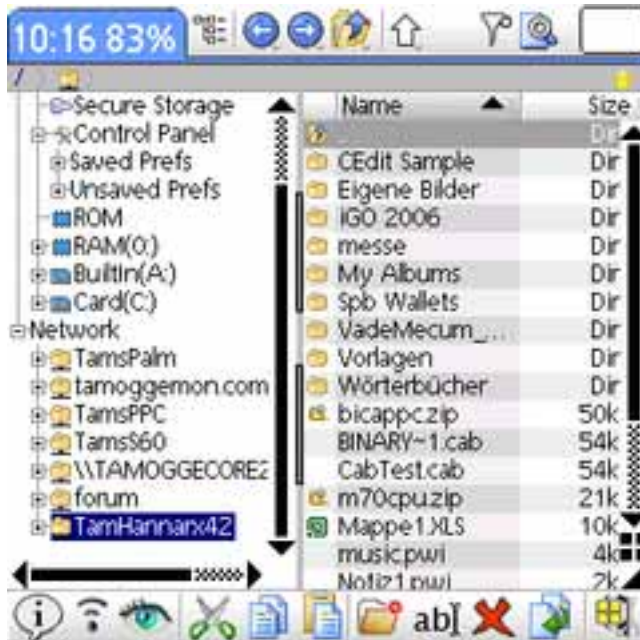 10:16 83%
/
Name Size
Secure Storage
Control Panel
Saved Prefs
Unsaved Prefs
ROM
RAM(0:)
BuiltIn(A:)
Card(C:)
Network
TamsPalm
tamoggemon.com
TamsPPC
TamsS60
\\TAMOGGECORE2
forum
TamHannarx42
.. Dir
CEdit Sample Dir
Eigene Bilder Dir
iGO 2006 Dir
messe Dir
My Albums Dir
Spb Wallets Dir
VadeMecum_... Dir
Vorlagen Dir
Wörterbücher Dir
bicappc.zip 50k
BINARY~1.cab 54k
CabTest.cab 54k
m70cpu.zip 21k
Mappe1.XLS 10k
music.pwi 4k
Notiz1.pwi 2k
ab